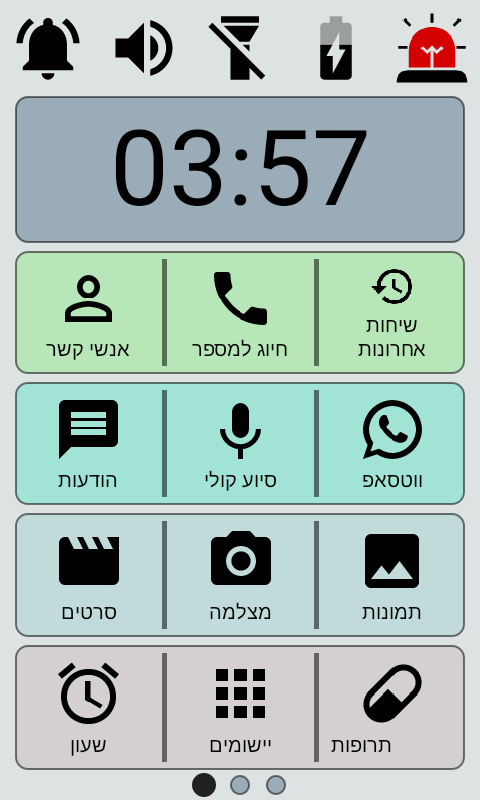 03:57
שיחות
אחרונות
חיוג למספר
אנשי קשר
ווטסאפ
סיוע קולי
הודעות
תמונות
מצלמה
סרטים
תרופות
יישומים
שעון